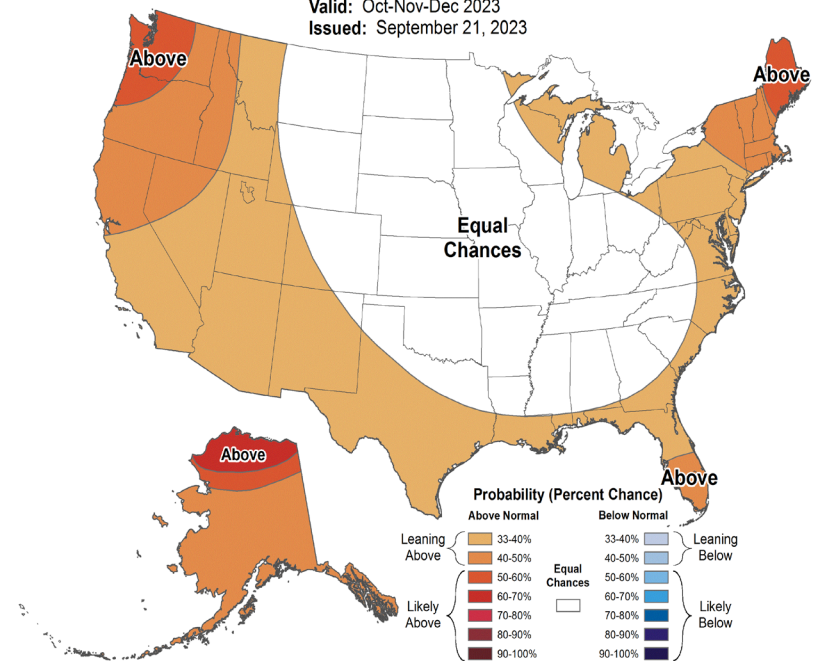 Valid: Oct-Nov-Dec 2023
Issued: September 21, 2023
Above
Above
Equal
Chances
Above
Above
Probability (Percent Chance)
Above Normal
Below Normal
Leaning
Above
33-40%
40-50%
Likely
Above
50-60%
60-70%
70-80%
80-90%
90-100%
Equal
Chances
33-40%
40-50%
Leaning
Below
50-60%
60-70%
70-80%
80-90%
90-100%
Likely
Below